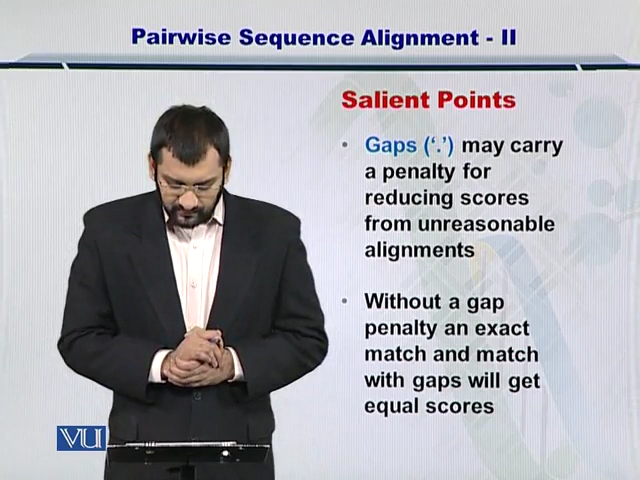 Pairwise Sequence Alignment - II
Salient Points
• Gaps (‘.’) may carry
a penalty for
reducing scores
from unreasonable
alignments
• Without a gap
penalty an exact
match and match
with gaps will get
equal scores
VU